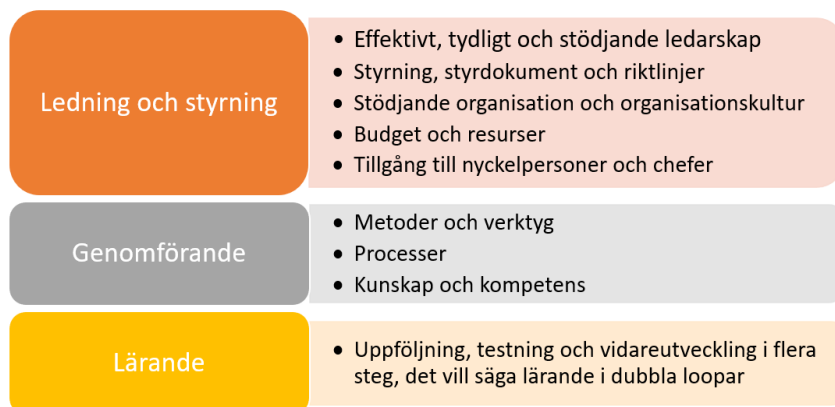 Ledning och styrning
• Effektivt, tydligt och stödjande ledarskap
• Styrning, styrdokument och riktlinjer
• Stödjande organisation och organisationskultur
• Budget och resurser
• Tillgång till nyckelpersoner och chefer
Genomförande
• Metoder och verktyg
• Processer
• Kunskap och kompetens
Lärande
• Uppföljning, testning och vidareutveckling i flera
steg, det vill säga lärande i dubbla loopar